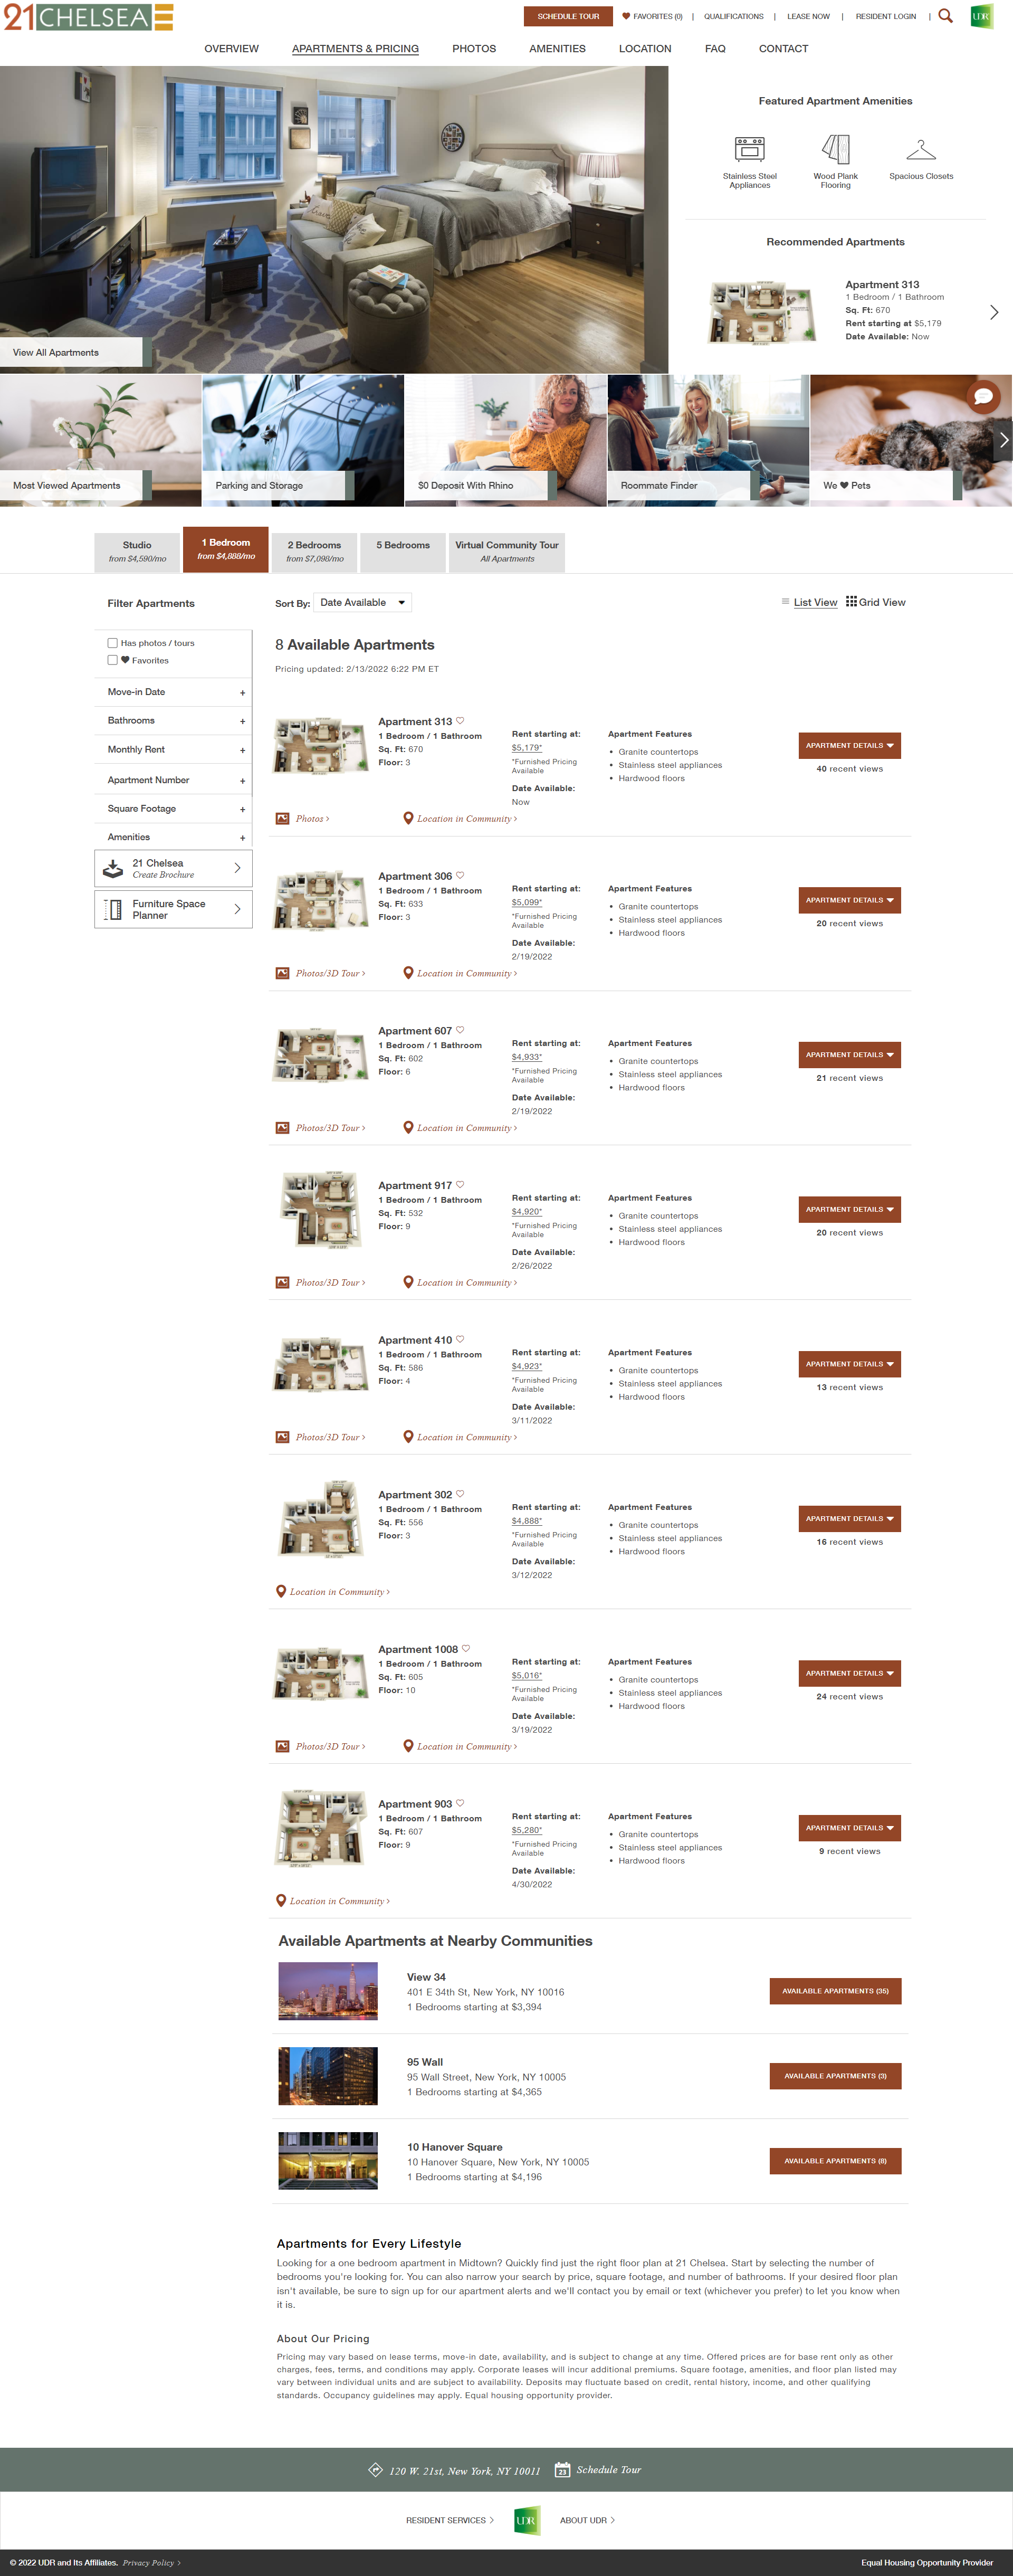 21CHELSEA
SCHEDULE TOUR
FAVORITES (0) | QUALIFICATIONS | LEASE NOW | RESIDENT LOGIN |
UDR
OVERVIEW APARTMENTS & PRICING PHOTOS AMENITIES LOCATION FAQ CONTACT
View All Apartments
Featured Apartment Amenities
Stainless Steel Appliances
Wood Plank Flooring
Spacious Closets
Recommended Apartments
Apartment 313
1 Bedroom / 1 Bathroom
Sq. Ft: 670
Rent starting at $5,179
Date Available: Now
Most Viewed Apartments
Parking and Storage
$0 Deposit With Rhino
Roommate Finder
We ♥ Pets
Studio
from $4,590/mo
1 Bedroom
from $4,888/mo
2 Bedrooms
from $7,098/mo
5 Bedrooms
Virtual Community Tour
All Apartments
Filter Apartments
Has photos / tours
Favorites
Move-in Date +
Bathrooms +
Monthly Rent +
Apartment Number +
Square Footage +
Amenities +
21 Chelsea
Create Brochure
Furniture Space
Planner
Sort By: Date Available
List View Grid View
8 Available Apartments
Pricing updated: 2/13/2022 6:22 PM ET
Apartment 313
1 Bedroom / 1 Bathroom
Sq. Ft: 670
Floor: 3
Rent starting at:
$5,179*
*Furnished Pricing
Available
Date Available:
Now
Apartment Features
• Granite countertops
• Stainless steel appliances
• Hardwood floors
APARTMENT DETAILS
40 recent views
Photos >
Location in Community >
Apartment 306
1 Bedroom / 1 Bathroom
Sq. Ft: 633
Floor: 3
Rent starting at:
$5,099*
*Furnished Pricing
Available
Date Available:
2/19/2022
Apartment Features
• Granite countertops
• Stainless steel appliances
• Hardwood floors
APARTMENT DETAILS
20 recent views
Photos/3D Tour >
Location in Community >
Apartment 607
1 Bedroom / 1 Bathroom
Sq. Ft: 602
Floor: 6
Rent starting at:
$4,933*
*Furnished Pricing
Available
Date Available:
2/19/2022
Apartment Features
• Granite countertops
• Stainless steel appliances
• Hardwood floors
APARTMENT DETAILS
21 recent views
Photos/3D Tour >
Location in Community >
Apartment 917
1 Bedroom / 1 Bathroom
Sq. Ft: 532
Floor: 9
Rent starting at:
$4,920*
*Furnished Pricing
Available
Date Available:
2/26/2022
Apartment Features
• Granite countertops
• Stainless steel appliances
• Hardwood floors
APARTMENT DETAILS
20 recent views
Photos/3D Tour >
Location in Community >
Apartment 410
1 Bedroom / 1 Bathroom
Sq. Ft: 586
Floor: 4
Rent starting at:
$4,923*
*Furnished Pricing
Available
Date Available:
3/11/2022
Apartment Features
• Granite countertops
• Stainless steel appliances
• Hardwood floors
APARTMENT DETAILS
13 recent views
Photos/3D Tour >
Location in Community >
Apartment 302
1 Bedroom / 1 Bathroom
Sq. Ft: 556
Floor: 3
Rent starting at:
$4,888*
*Furnished Pricing
Available
Date Available:
3/12/2022
Apartment Features
• Granite countertops
• Stainless steel appliances
• Hardwood floors
APARTMENT DETAILS
16 recent views
Location in Community >
Apartment 1008
1 Bedroom / 1 Bathroom
Sq. Ft: 605
Floor: 10
Rent starting at:
$5,016*
*Furnished Pricing
Available
Date Available:
3/19/2022
Apartment Features
• Granite countertops
• Stainless steel appliances
• Hardwood floors
APARTMENT DETAILS
24 recent views
Photos/3D Tour >
Location in Community >
Apartment 903
1 Bedroom / 1 Bathroom
Sq. Ft: 607
Floor: 9
Rent starting at:
$5,280*
*Furnished Pricing
Available
Date Available:
4/30/2022
Apartment Features
• Granite countertops
• Stainless steel appliances
• Hardwood floors
APARTMENT DETAILS
9 recent views
Location in Community >
Available Apartments at Nearby Communities
View 34
401 E 34th St, New York, NY 10016
1 Bedrooms starting at $3,394
AVAILABLE APARTMENTS (35)
95 Wall
95 Wall Street, New York, NY 10005
1 Bedrooms starting at $4,365
AVAILABLE APARTMENTS (3)
10 Hanover Square
10 Hanover Square, New York, NY 10005
1 Bedrooms starting at $4,196
AVAILABLE APARTMENTS (8)
Apartments for Every Lifestyle
Looking for a one bedroom apartment in Midtown? Quickly find just the right floor plan at 21 Chelsea. Start by selecting the number of
bedrooms you're looking for. You can also narrow your search by price, square footage, and number of bathrooms. If your desired floor plan
isn't available, be sure to sign up for our apartment alerts and we'll contact you by email or text (whichever you prefer) to let you know when
it is.
About Our Pricing
Pricing may vary based on lease terms, move-in date, availability, and is subject to change at any time. Offered prices are for base rent only as other
charges, fees, terms, and conditions may apply. Corporate leases will incur additional premiums. Square footage, amenities, and floor plan listed may
vary between individual units and are subject to availability. Deposits may fluctuate based on credit, rental history, income, and other qualifying
standards. Occupancy guidelines may apply. Equal housing opportunity provider.
120 W. 21st, New York, NY 10011
23 Schedule Tour
RESIDENT SERVICES > UDR ABOUT UDR >
© 2022 UDR and Its Affiliates. Privacy Policy >
Equal Housing Opportunity Provider